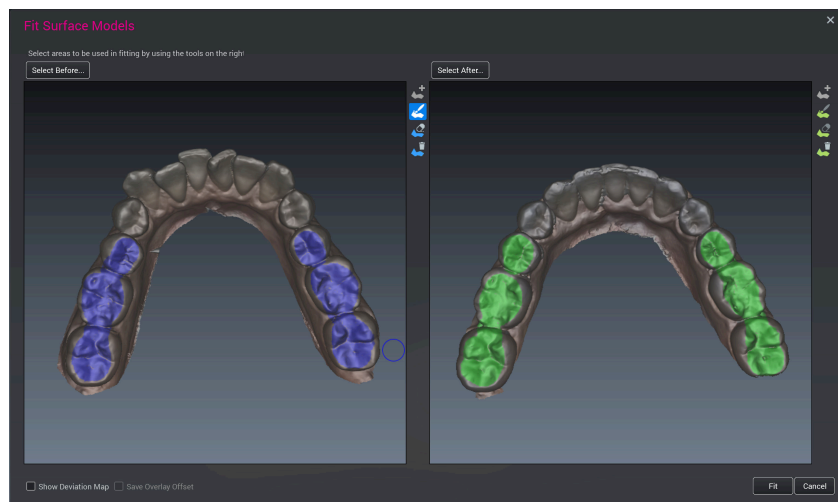 Fit Surface Models
Select areas to be used in fitting by using the tools on the right
Select Before...
Select After...
Show Deviation Map
Save Overlay Offset
Fit
Cancel